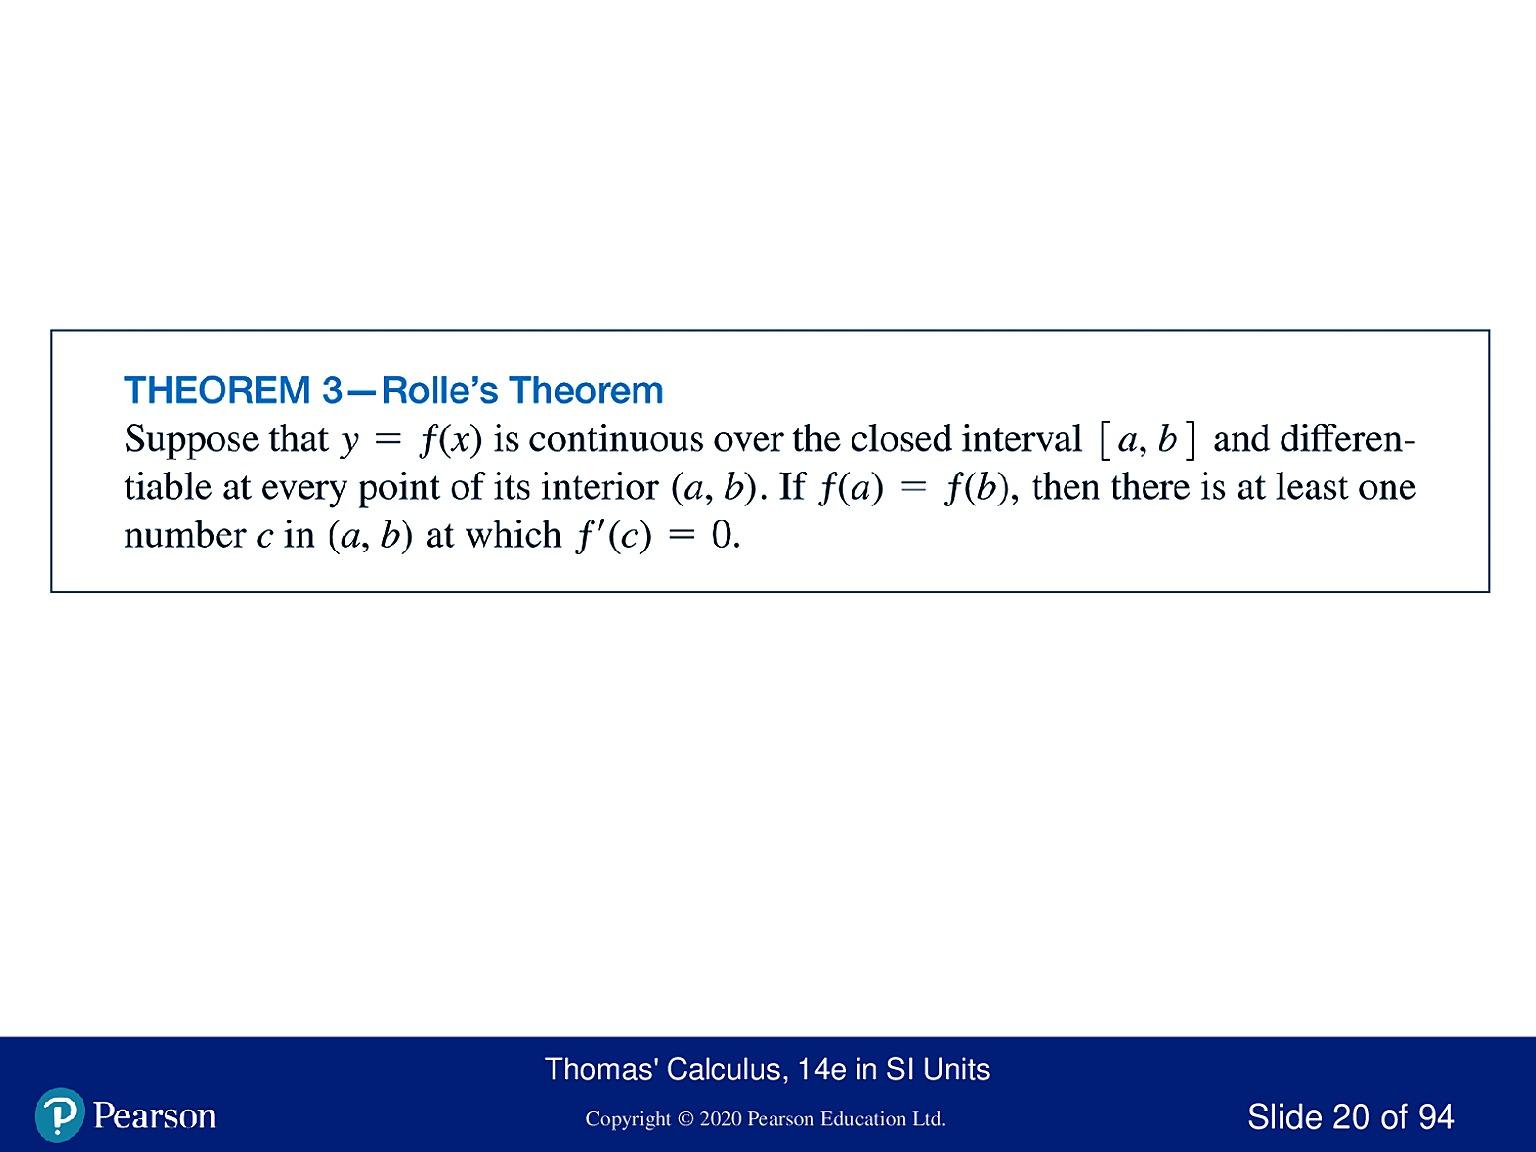 THEOREM 3—Rolle's Theorem
Suppose that y = f(x) is continuous over the closed interval [a, b] and differen-
tiable at every point of its interior (a, b). If f(a) = f(b), then there is at least one
number c in (a, b) at which f′(c) = 0.
Thomas' Calculus, 14e in SI Units
Pearson
Copyright © 2020 Pearson Education Ltd.
Slide 20 of 94